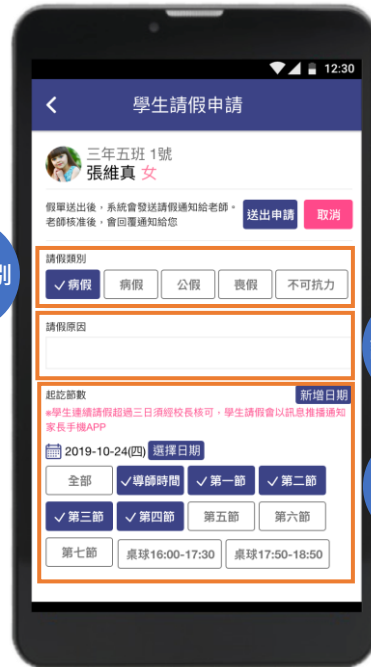 12:30
學生請假申請
三年五班 1號
張維真 女
假單送出後，系統會發送請假通知給老師。
老師核准後，會回覆通知給您
送出申請 取消
別
請假類別
✓病假 病假 公假 喪假 不可抗力
請假原因
起訖節數 新增日期
*學生連續請假超過三日須經校長核可，學生請假會以訊息推播通知
家長手機APP
2019-10-24(四) 選擇日期
全部 ✓導師時間 ✓第一節 ✓第二節
✓第三節 ✓第四節 第五節 第六節
第七節 桌球16:00-17:30 桌球17:50-18:50